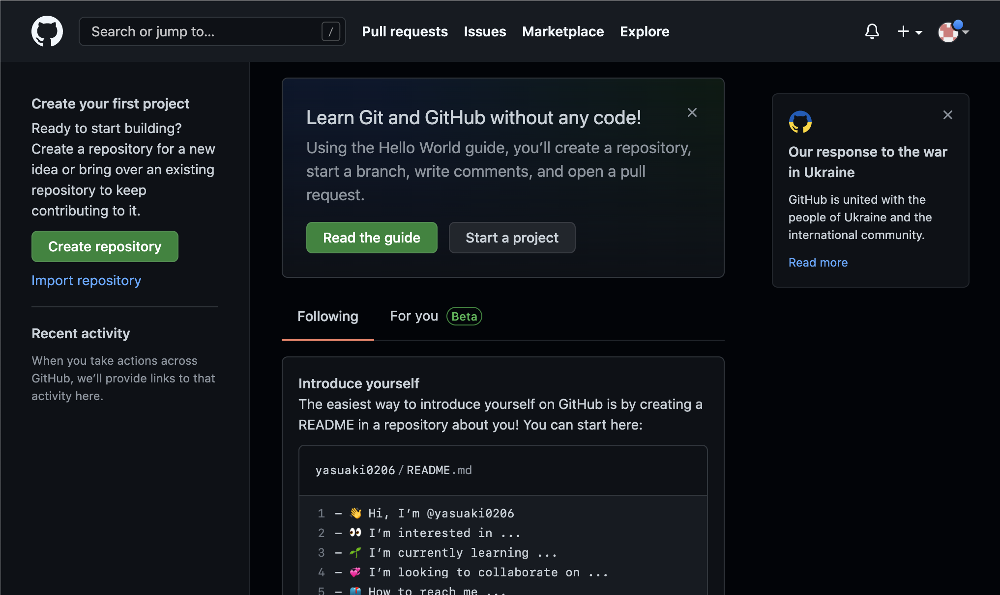 Search or jump to... /
Pull requests
Issues
Marketplace
Explore
Create your first project
Ready to start building?
Create a repository for a new
idea or bring over an existing
repository to keep
contributing to it.
Create repository
Import repository
Recent activity
When you take actions across
GitHub, we’ll provide links to that
activity here.
Learn Git and GitHub without any code!
Using the Hello World guide, you’ll create a repository,
start a branch, write comments, and open a pull
request.
Read the guide
Start a project
Following
For you Beta
Introduce yourself
The easiest way to introduce yourself on GitHub is by creating a
README in a repository about you! You can start here:
yasuaki0206/README.md
1 - 👋 Hi, I’m @yasuaki0206
2 - 👀 I’m interested in ...
3 - 🌱 I’m currently learning ...
4 - 💞️ I’m looking to collaborate on ...
5 - 📫 How to reach me ...
Our response to the war
in Ukraine
GitHub is united with the
people of Ukraine and the
international community.
Read more